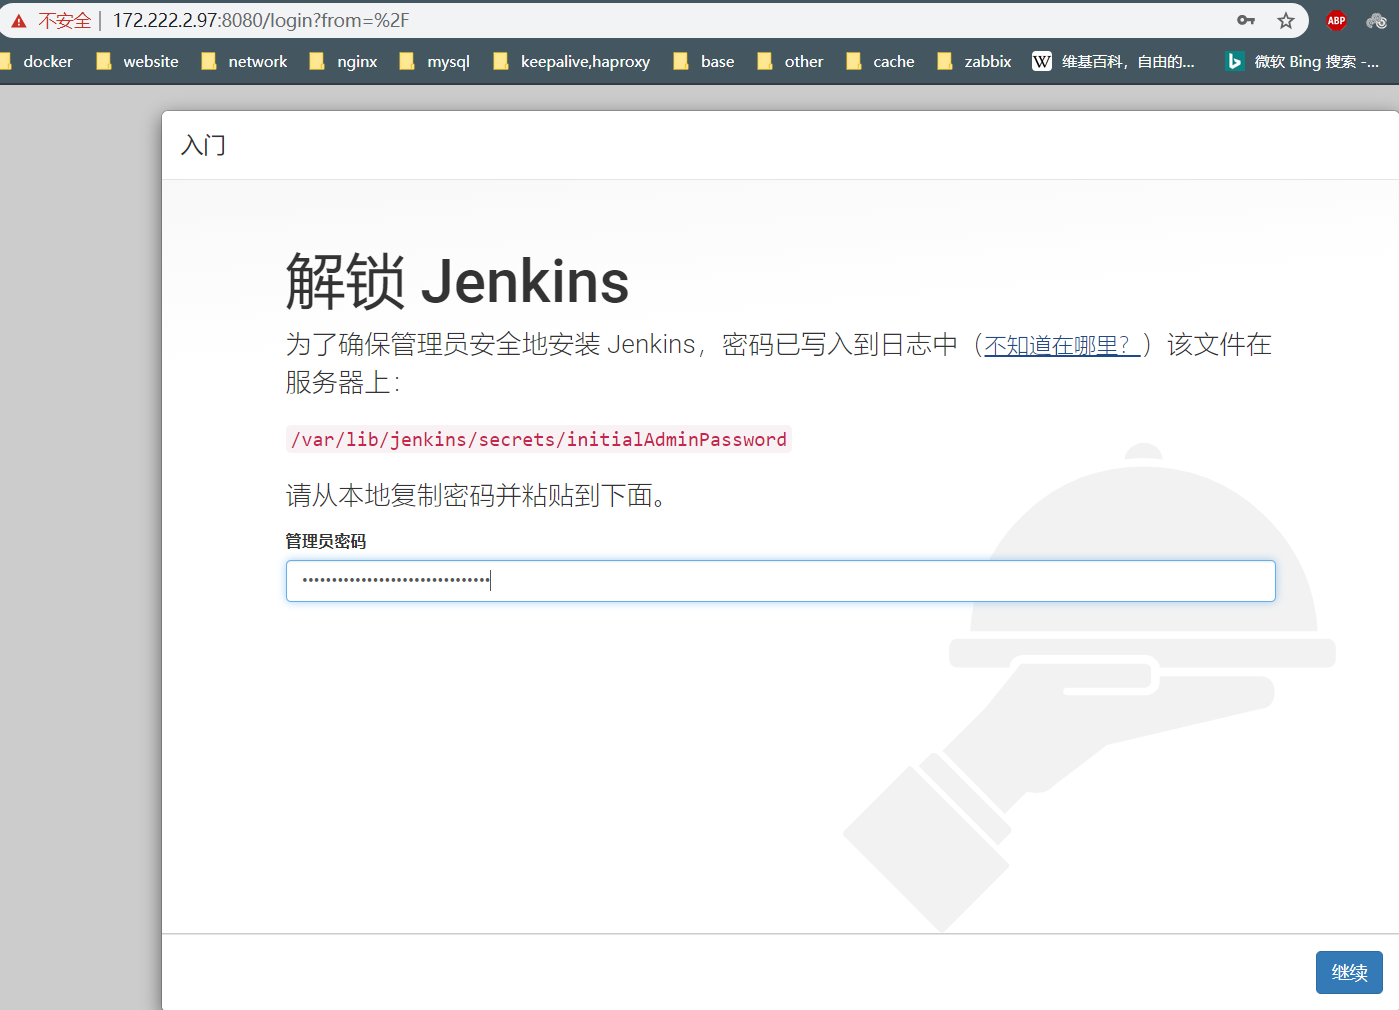 不安全 | 172.222.2.97:8080/login?from=%2F
ABP
docker website network nginx mysql keepalive,haproxy base other cache zabbix W 维基百科，自由的... b 微软 Bing 搜索 -...
入门
解锁 Jenkins
为了确保管理员安全地安装 Jenkins，密码已写入到日志中（不知道在哪里？）该文件在
服务器上：
/var/lib/jenkins/secrets/initialAdminPassword
请从本地复制密码并粘贴到下面。
管理员密码
••••••••••••••••••••••••••••••••
继续